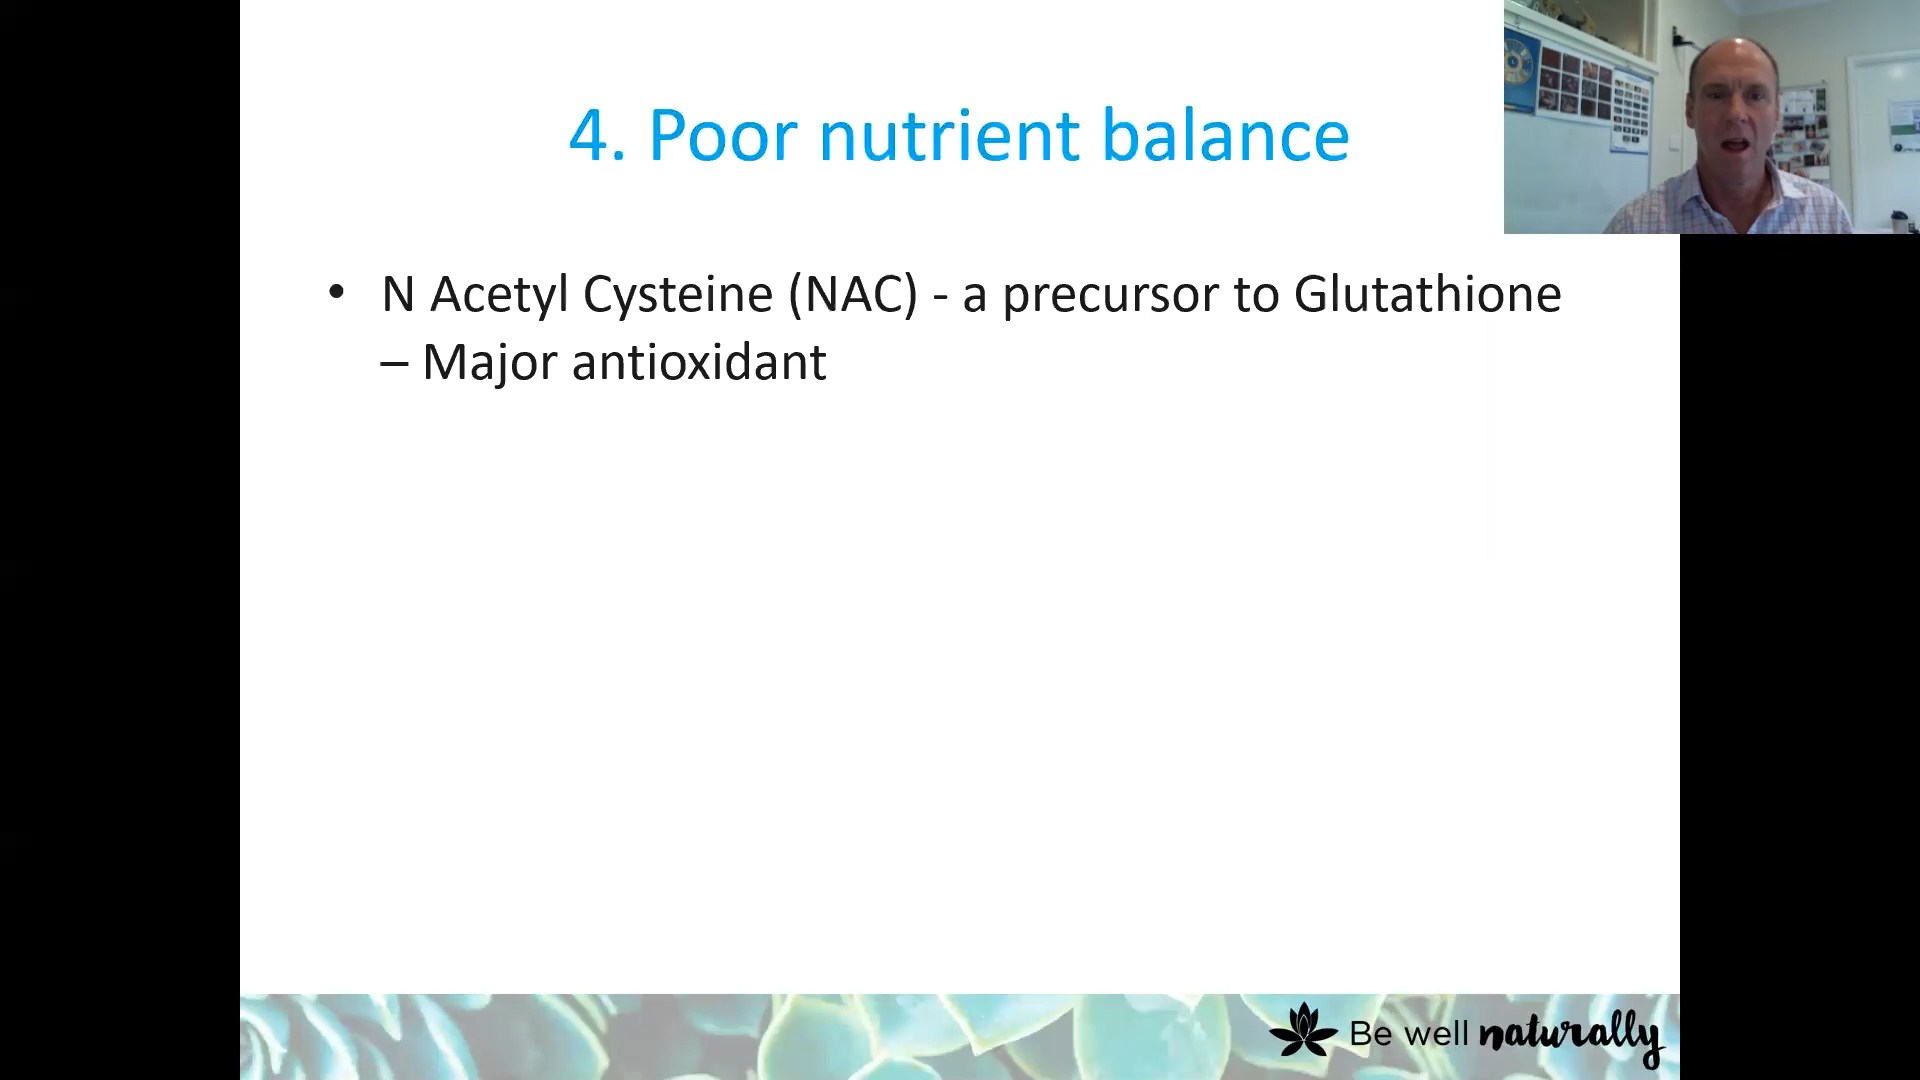 4. Poor nutrient balance
• N Acetyl Cysteine (NAC) - a precursor to Glutathione
– Major antioxidant
Be well naturally